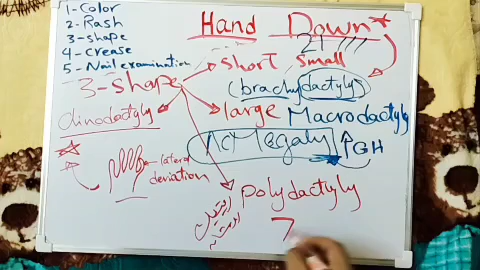 1-Color
2-Rash
3-shape
4-Crease
5-Nail examination
Hand Down*
21
3-shape
short small
(brachydactyly)
clinodactyly
large Macrodactyly
Acromegaly ↑GH
lateral
deviation
polydactyly
7